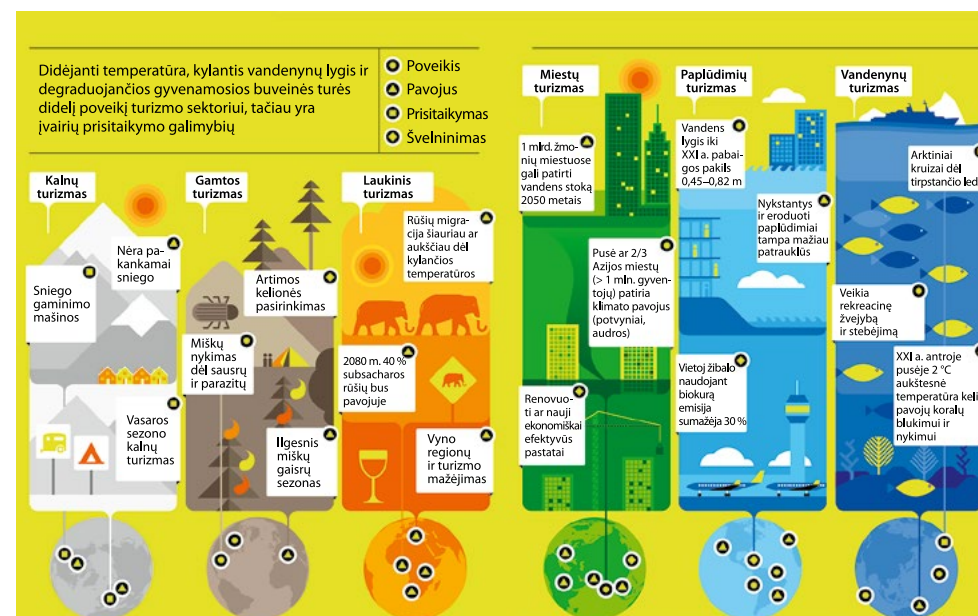 Didėjanti temperatūra, kylantis vandenynų lygis ir
degraduojančios gyvenamosios buveinės turės
didelį poveikį turizmo sektoriui, tačiau yra
įvairių prisitaikymo galimybių
Poveikis
Pavojus
Prisitaikymas
Švelninimas
Kalnų
turizmas
Nėra pa-
kankamai
sniego
Sniego
gaminimo
mašinos
Vasaros
sezono
kalnų
turizmas
Gamtos
turizmas
Artimos
kelionės
pasirinkimas
Miškų
nykimas
dėl sausrų
ir parazitų
Ilgesnis
miškų
gaisrų
sezonas
Laukinis
turizmas
Rūšių migra-
cija šiauriau ar
aukščiau dėl
kylančios
temperatūros
2080 m. 40 %
subsacharos
rūšių bus
pavojuje
Vyno
regionų
ir turizmo
mažėjimas
Miestų
turizmas
1 mlrd. žmo-
nių miestuose
gali patirti
vandens stoką
2050 metais
Pusė ar 2/3
Azijos miestų
(> 1 mln. gyven-
tojų) patiria
klimato pavojus
(potvyniai,
audros)
Renovuo-
ti ar nauji
ekonomiškai
efektyvūs
pastatai
Paplūdimių
turizmas
Vandens
lygis iki
XXI a. pabai-
gos pakils
0,45–0,82 m
Nykstantys
ir eroduoti
paplūdimiai
tampa mažiau
patrauklūs
Vietoj žibalo
naudojant
biokurą
emisija
sumažėja 30 %
Vandenynų
turizmas
Arktiniai
kruizai dėl
tirpstančio led
Veikia
rekreacinę
žvejybą
ir stebėjimą
XXI a. antroje
pusėje 2 °C
aukštesnė
temperatūra keli
pavojų koralų
blukimui ir
nykimui